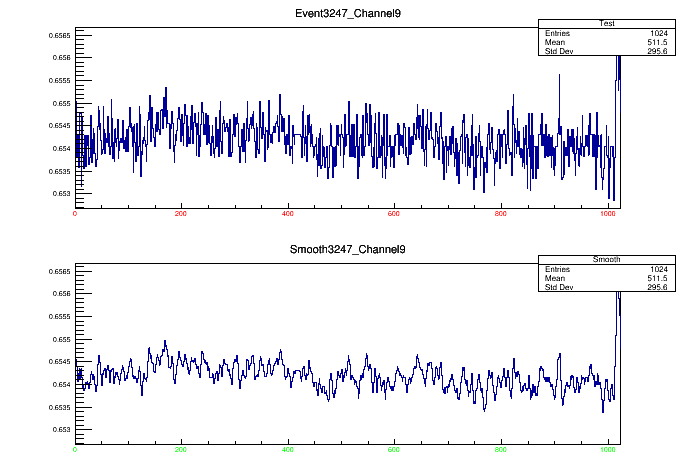 Event3247_Channel9
Test
Entries 1024
Mean 511.5
Std Dev 295.6
0.6565
0.656
0.6555
0.655
0.6545
0.654
0.6535
0.653
0 200 400 600 800 1000
Smooth3247_Channel9
Smooth
Entries 1024
Mean 511.5
Std Dev 295.6
0.6565
0.656
0.6555
0.655
0.6545
0.654
0.6535
0.653
0 200 400 600 800 1000